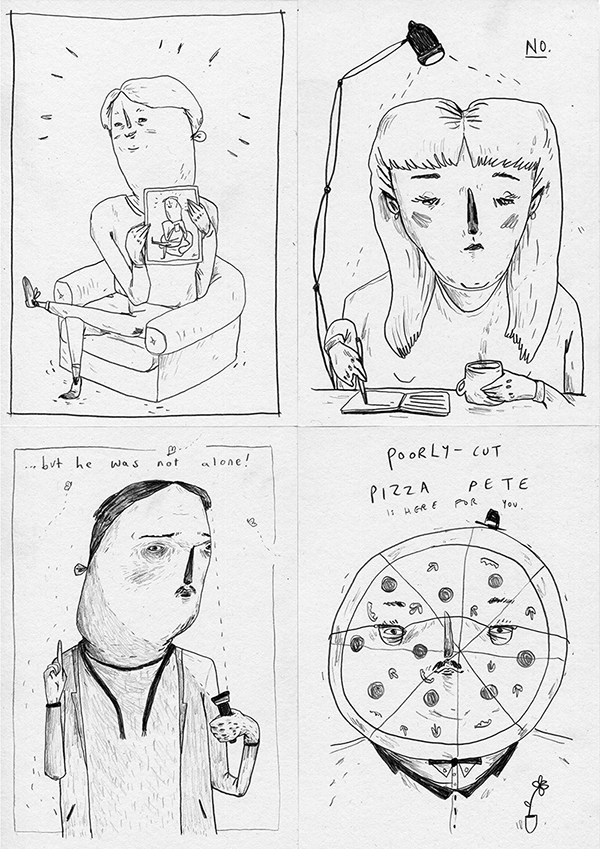 NO.
...but he was not alone!
POORLY-CUT
PIZZA PETE
IS HERE FOR YOU.